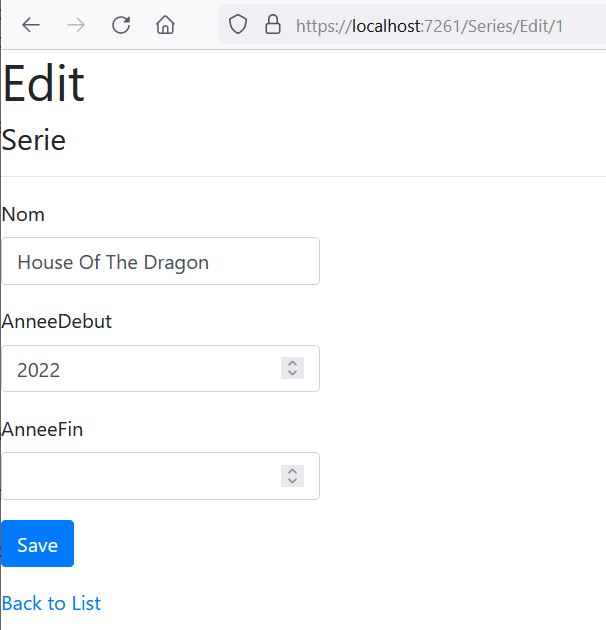 https://localhost:7261/Series/Edit/1
Edit
Serie
Nom
House Of The Dragon
AnneeDebut
2022
AnneeFin
Save
Back to List